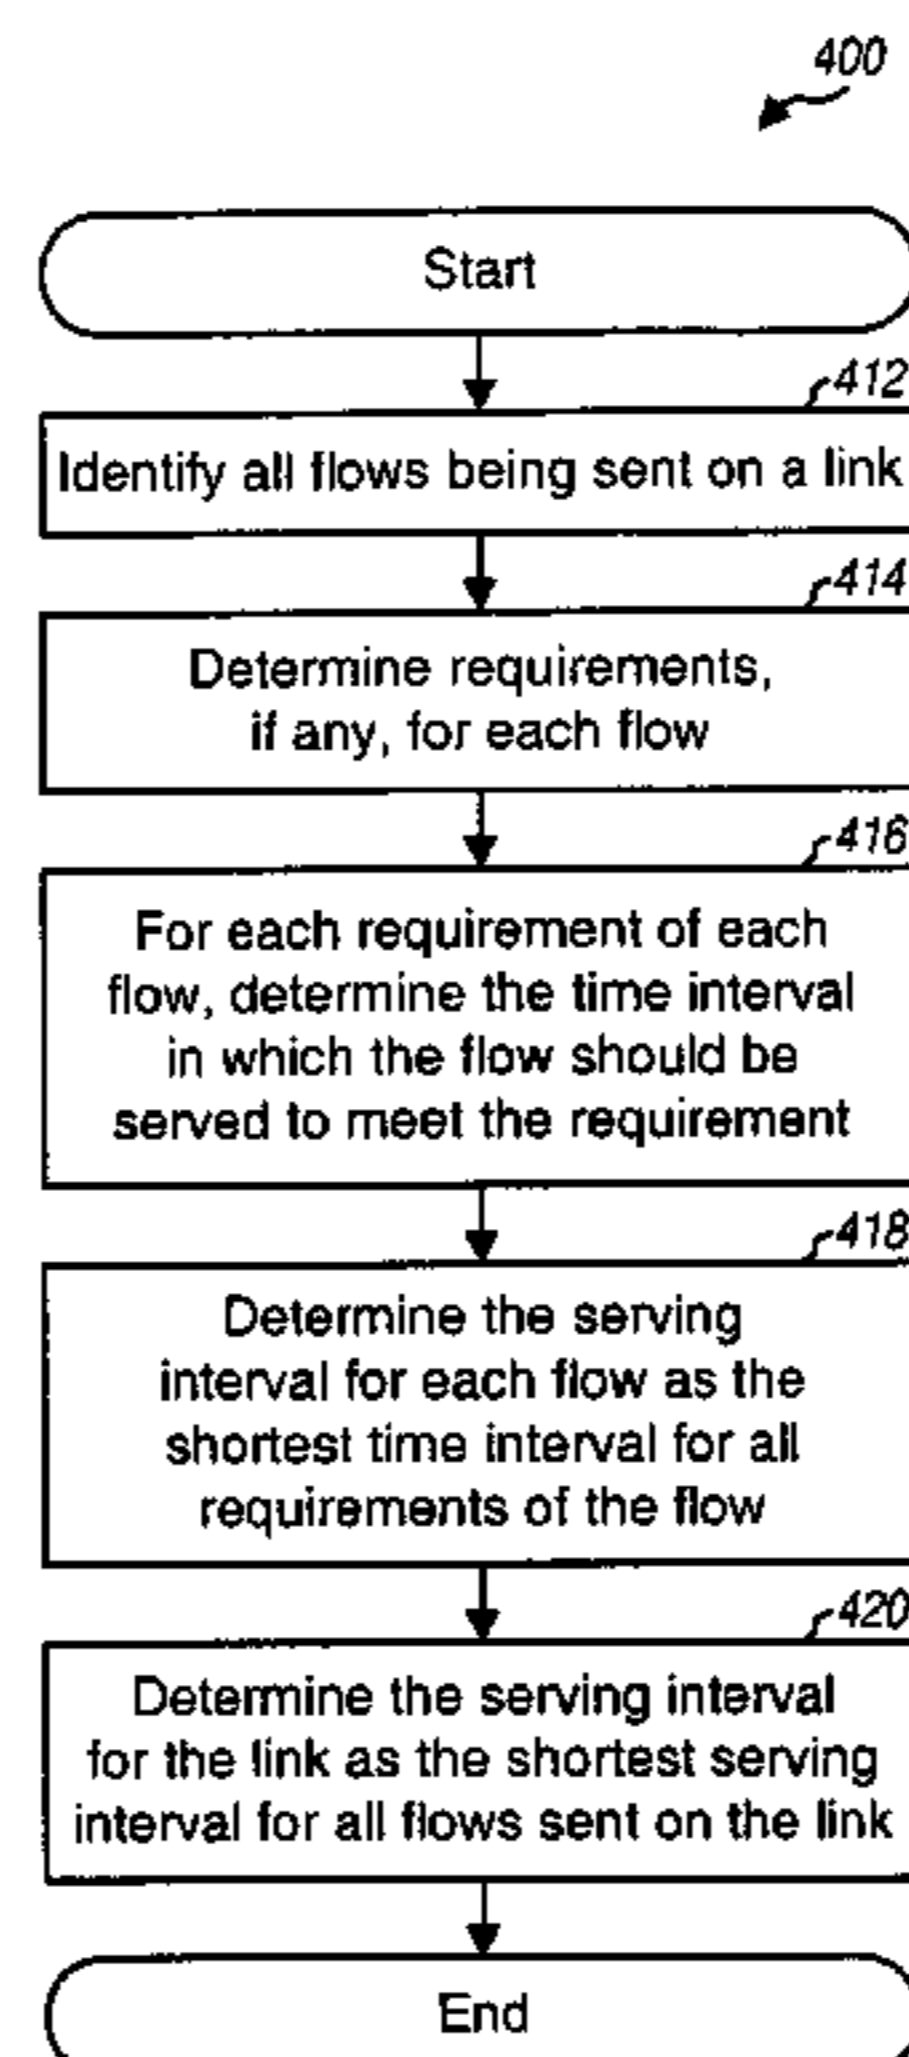 400
Start
412
Identify all flows being sent on a link
414
Determine requirements,
if any, for each flow
416
For each requirement of each
flow, determine the time interval
in which the flow should be
served to meet the requirement
418
Determine the serving
interval for each flow as the
shortest time interval for all
requirements of the flow
420
Determine the serving interval
for the link as the shortest serving
interval for all flows sent on the link
End